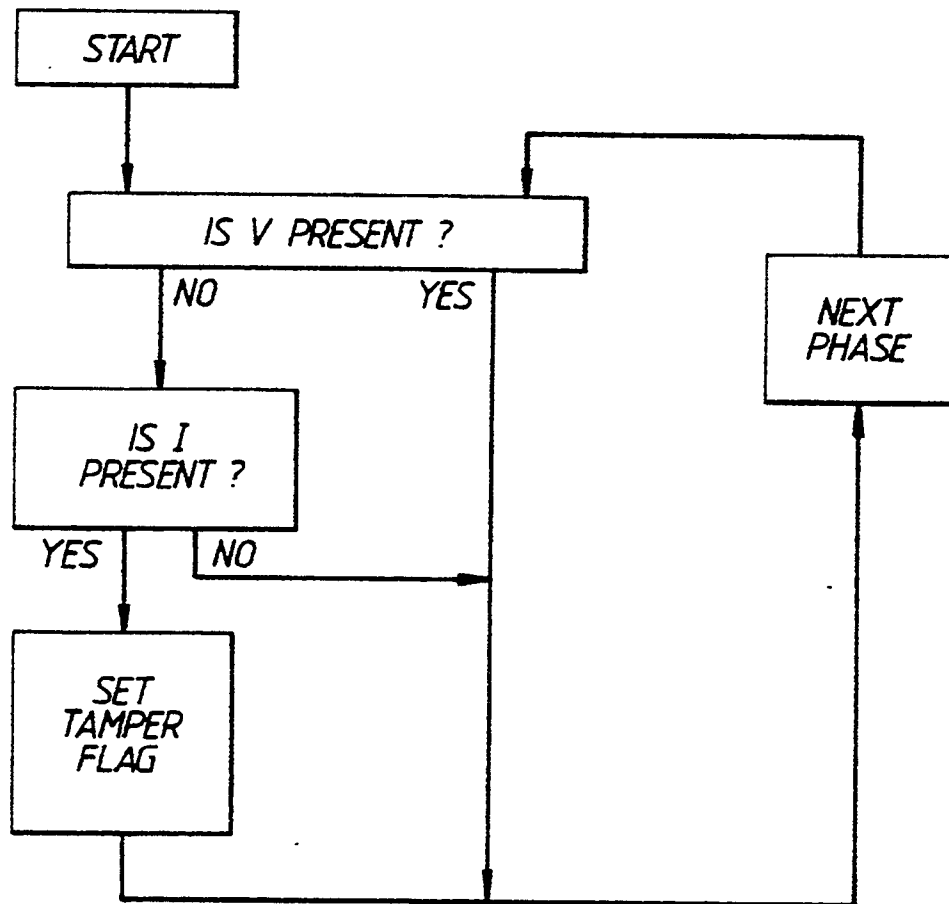 START
IS V PRESENT ?
NO
YES
NEXT
PHASE
IS I
PRESENT ?
YES
NO
SET
TAMPER
FLAG